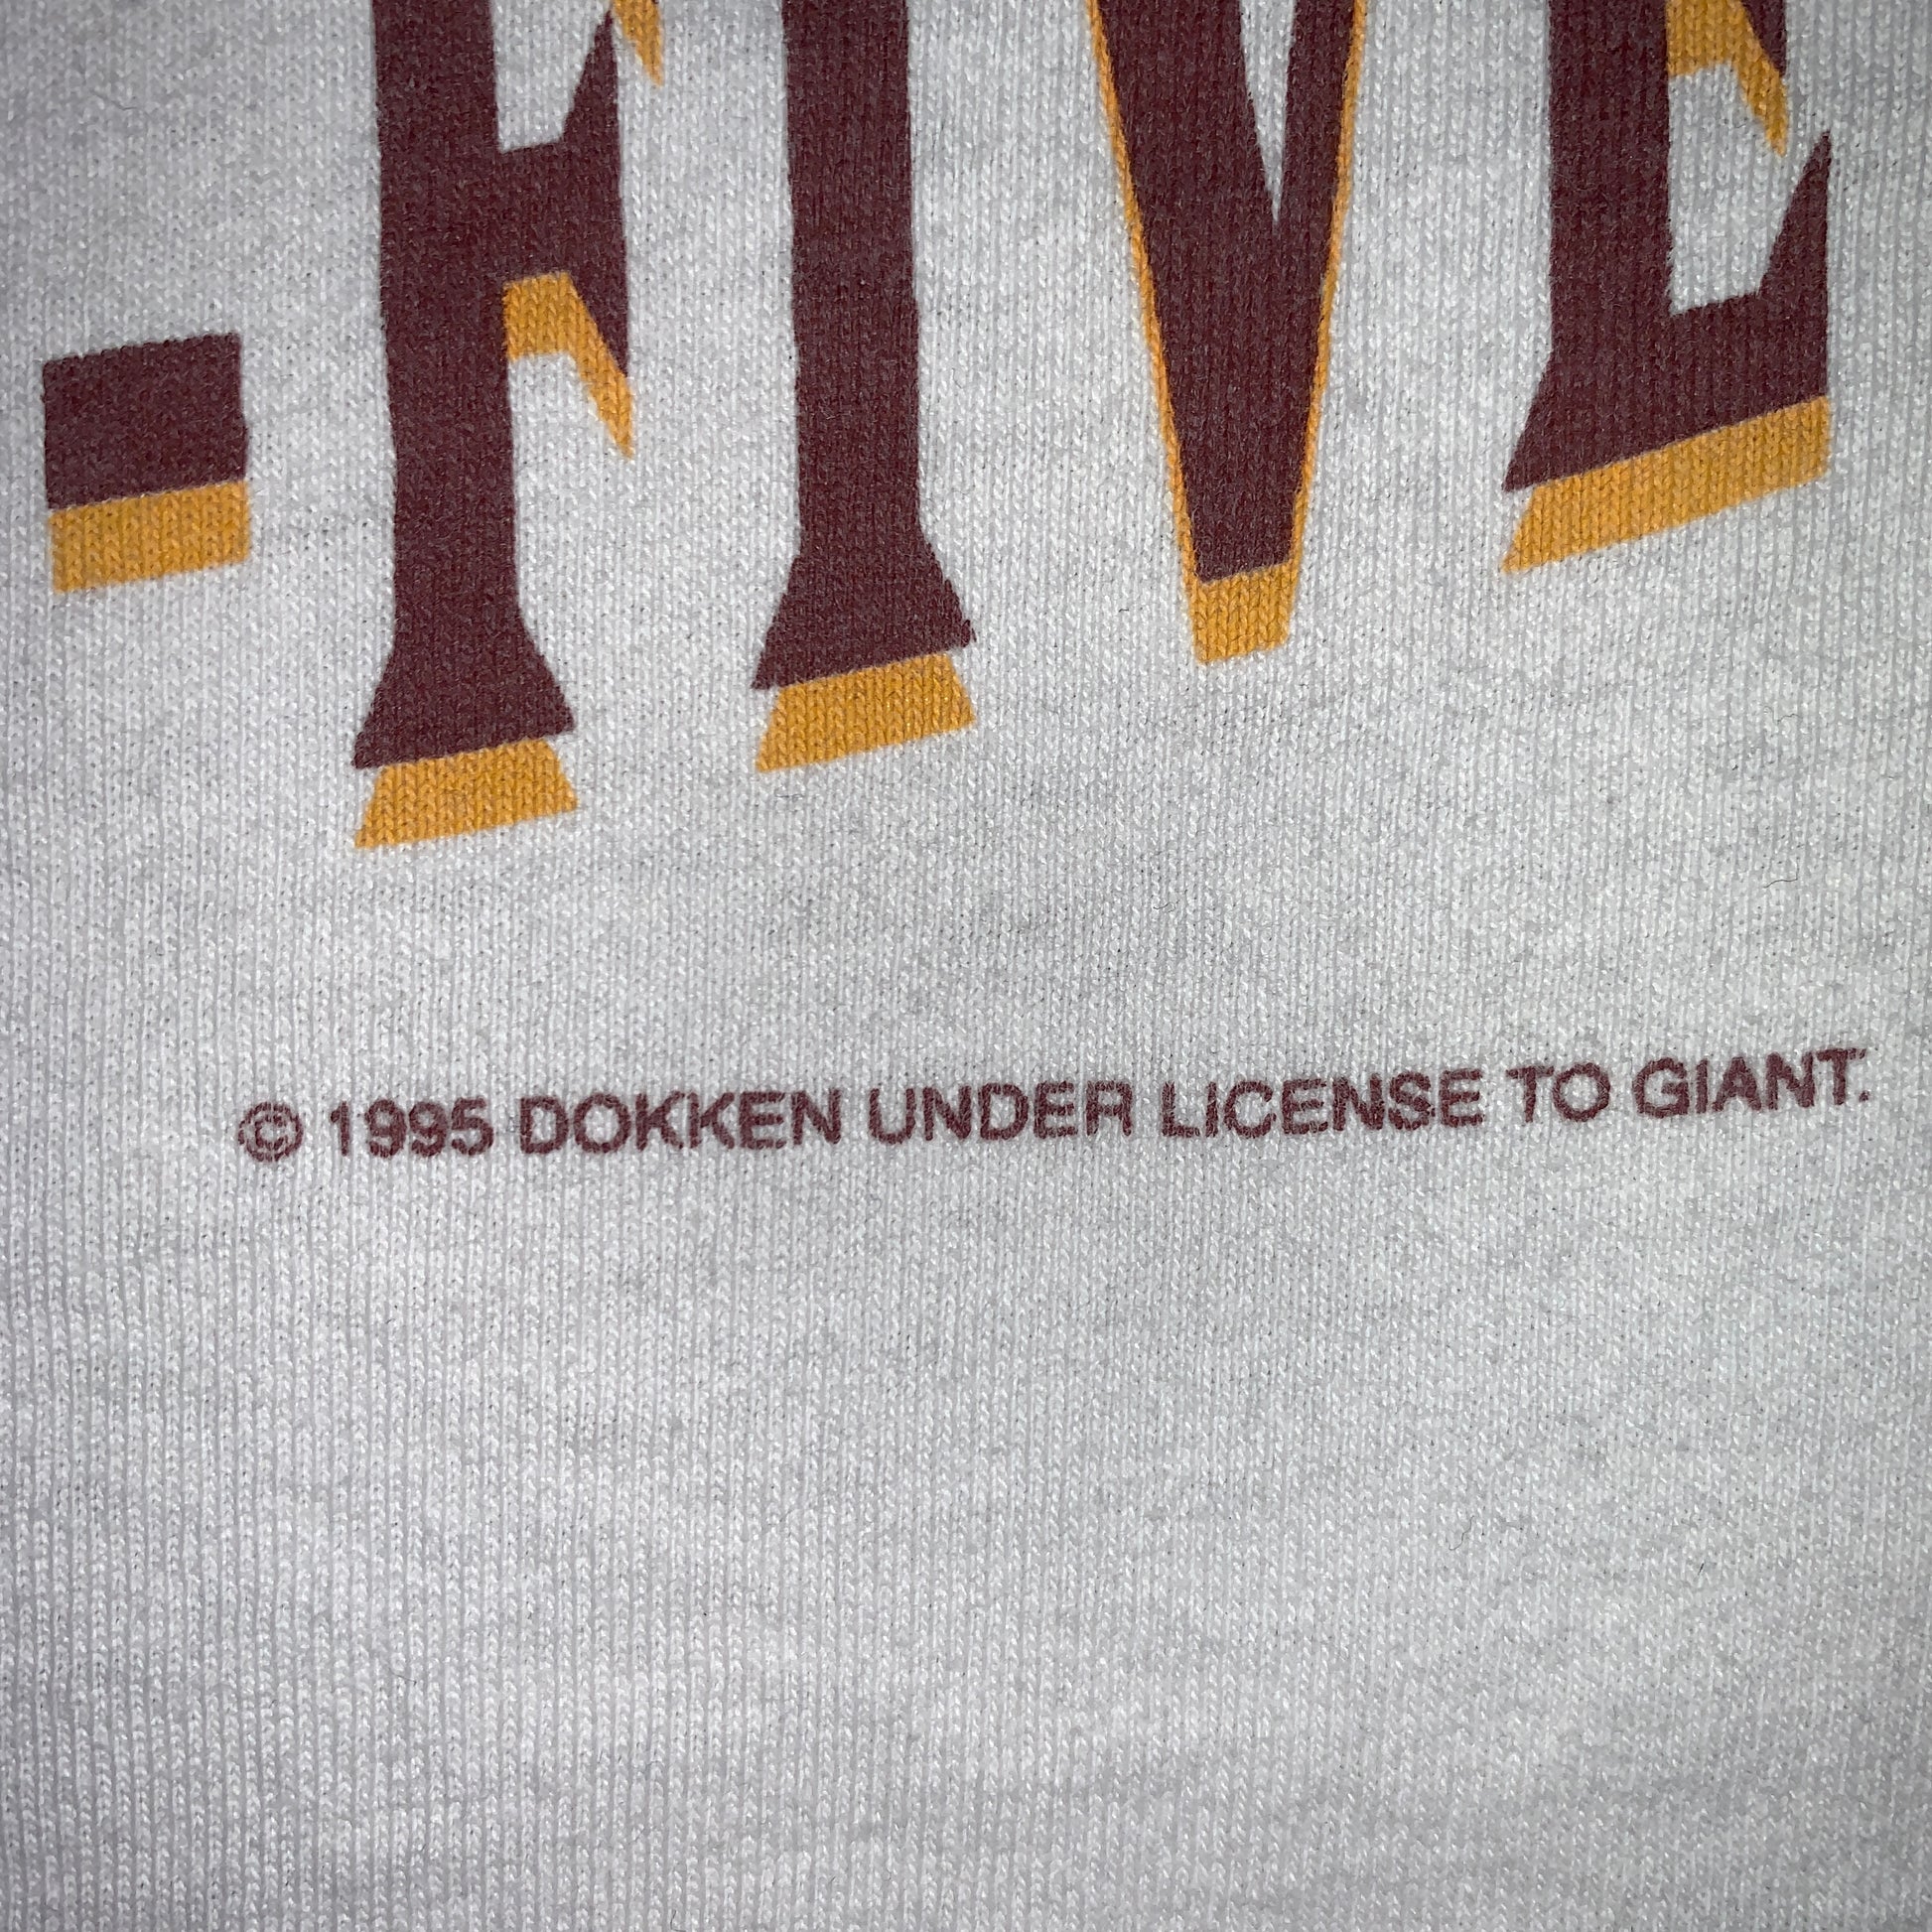 -FIVE
© 1995 DOKKEN UNDER LICENSE TO GIANT.